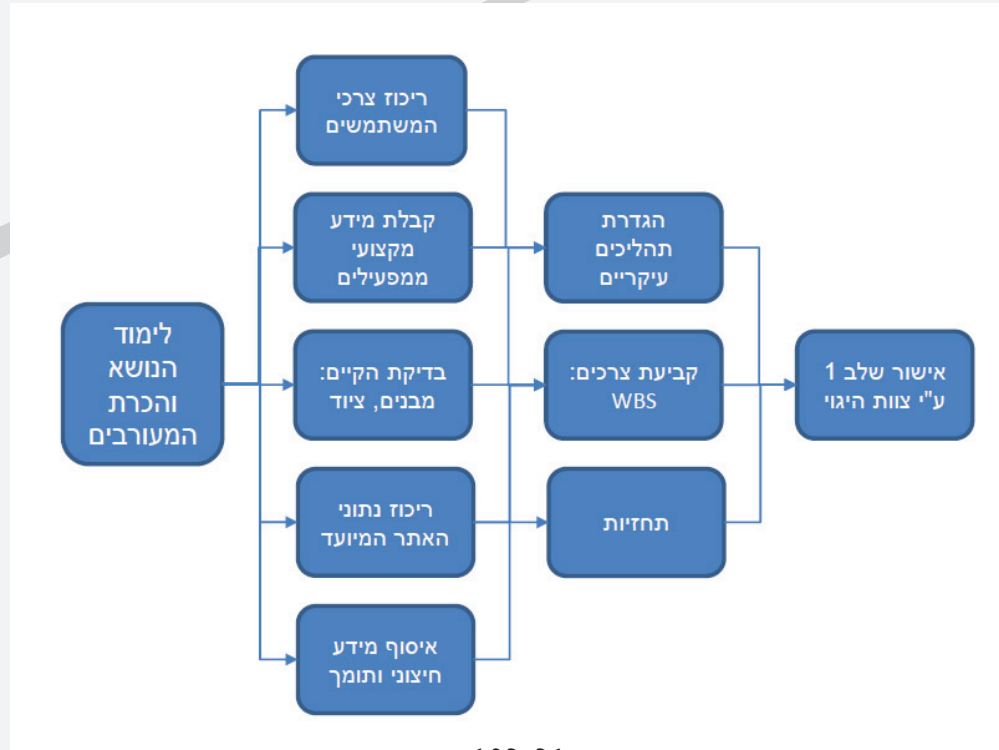 לימוד
הנושא
והכרת
המעורבים
ריכוז צרכי
המשתמשים
קבלת מידע
מקצועי
ממפעילים
בדיקת הקיים:
מבנים, ציוד
ריכוז נתוני
האתר המיועד
איסוף מידע
חיצוני ותומך
הגדרת
תהליכים
עיקריים
קביעת צרכים:
WBS
תחזיות
אישור שלב 1
ע"י צוות היגוי